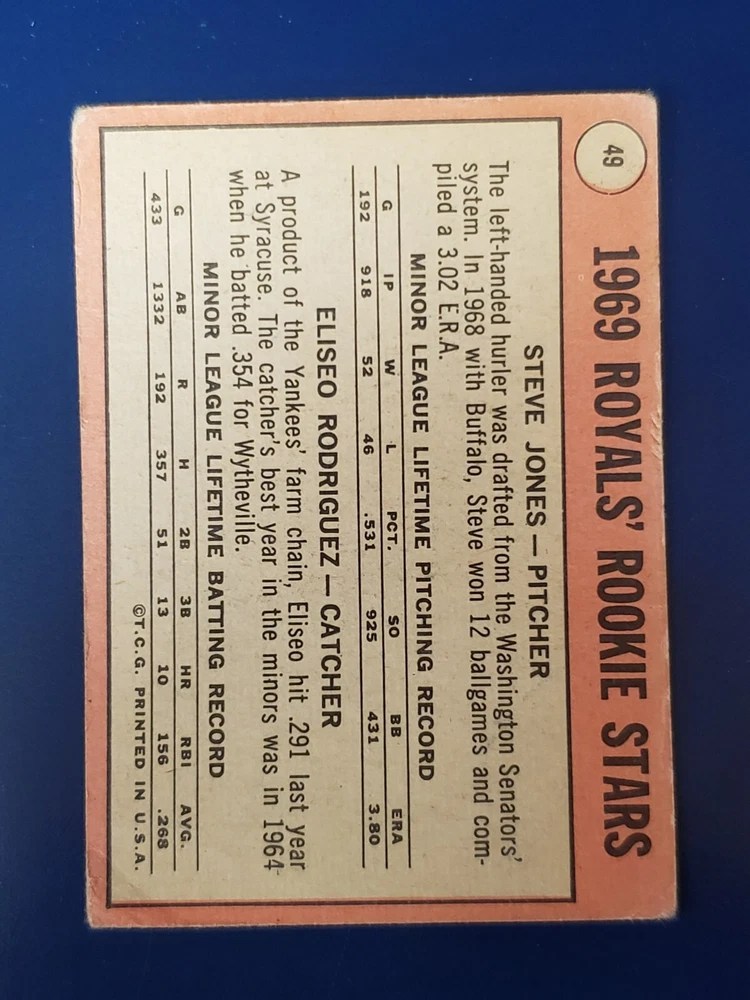 49
1969 ROYALS' ROOKIE STARS
STEVE JONES — PITCHER
The left-handed hurler was drafted from the Washington Senators'
system. In 1968 with Buffalo, Steve won 12 ballgames and com-
piled a 3.02 E.R.A.
MINOR LEAGUE LIFETIME PITCHING RECORD
G IP W L PCT. SO BB ERA
192 918 52 46 .531 925 431 3.80
ELISEO RODRIGUEZ — CATCHER
A product of the Yankees' farm chain, Eliseo hit .291 last year
at Syracuse. The catcher's best year in the minors was in 1964
when he batted .354 for Wytheville.
MINOR LEAGUE LIFETIME BATTING RECORD
G AB R H 2B 3B HR RBI AVG.
433 1332 192 357 51 13 10 156 .268
©T.C.G. PRINTED IN U.S.A.